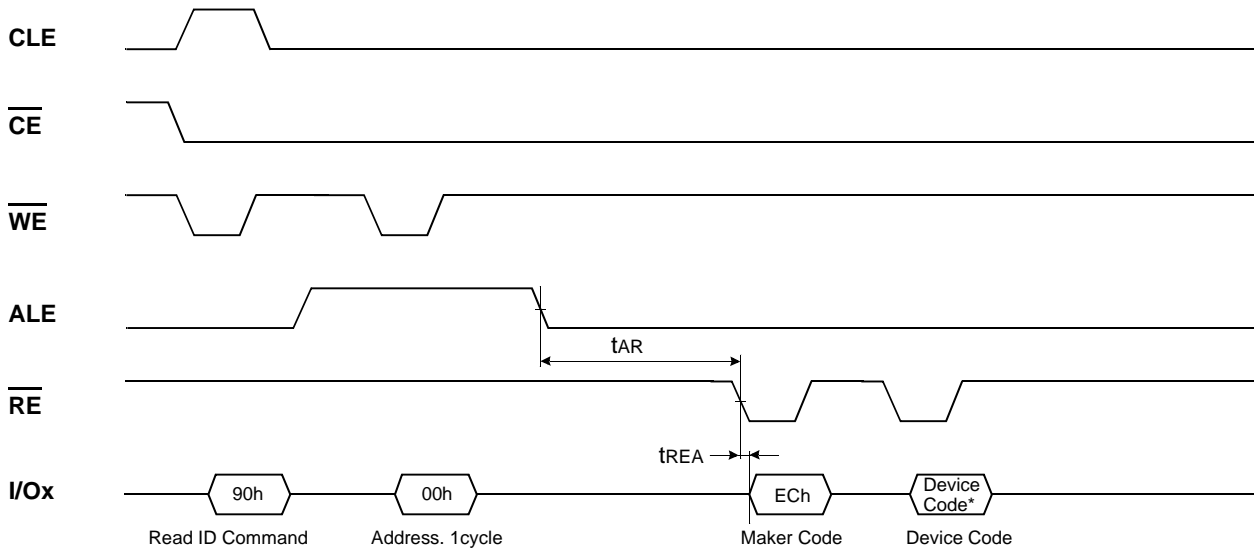 CLE
CE
WE
ALE
tAR
RE
tREA
I/Ox
90h
00h
ECh
Device
Code*
Read ID Command
Address. 1cycle
Maker Code
Device Code